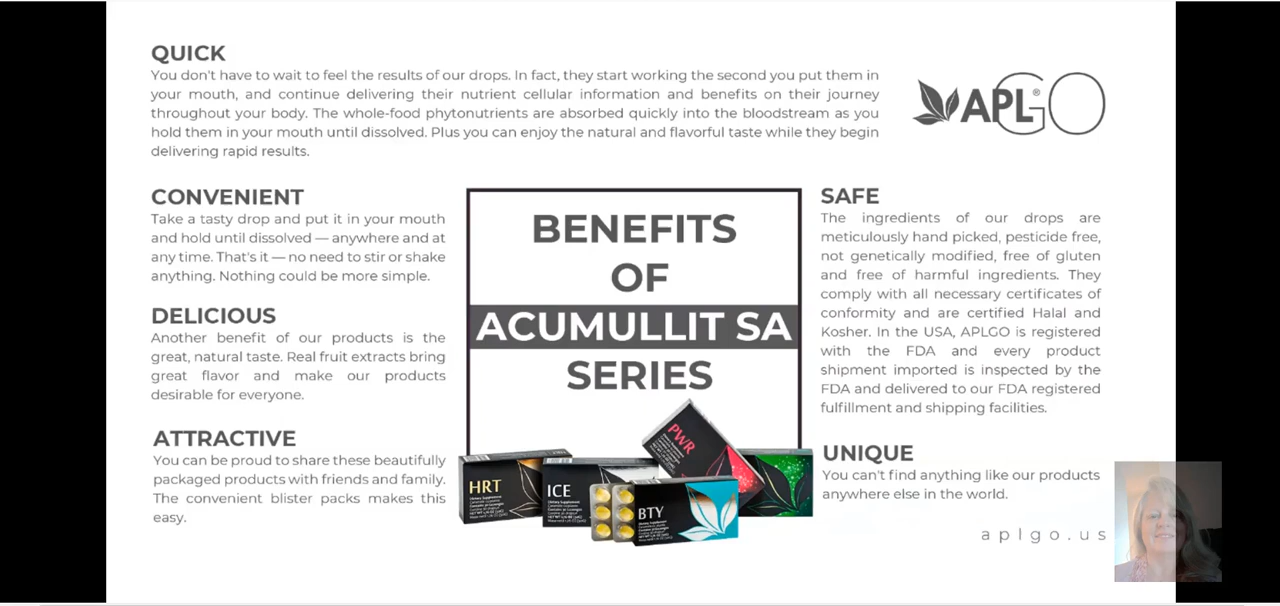 QUICK
You don't have to wait to feel the results of our drops. In fact, they start working the second you put them in
your mouth, and continue delivering their nutrient cellular information and benefits on their journey
throughout your body. The whole-food phytonutrients are absorbed quickly into the bloodstream as you
hold them in your mouth until dissolved. Plus you can enjoy the natural and flavorful taste while they begin
delivering rapid results.
APL® GO
CONVENIENT
Take a tasty drop and put it in your mouth
and hold until dissolved — anywhere and at
any time. That's it — no need to stir or shake
anything. Nothing could be more simple.
DELICIOUS
Another benefit of our products is the
great, natural taste. Real fruit extracts bring
great flavor and make our products
desirable for everyone.
ATTRACTIVE
You can be proud to share these beautifully
packaged products with friends and family.
The convenient blister packs makes this
easy.
BENEFITS
OF
ACUMULLIT SA
SERIES
HRT
Dietary Supplement
ICE
Dietary Supplement
PWR
BTY
Dietary Supplement
SAFE
The ingredients of our drops are
meticulously hand picked, pesticide free,
not genetically modified, free of gluten
and free of harmful ingredients. They
comply with all necessary certificates of
conformity and are certified Halal and
Kosher. In the USA, APLGO is registered
with the FDA and every product
shipment imported is inspected by the
FDA and delivered to our FDA registered
fulfillment and shipping facilities.
UNIQUE
You can't find anything like our products
anywhere else in the world.
aplgo.us